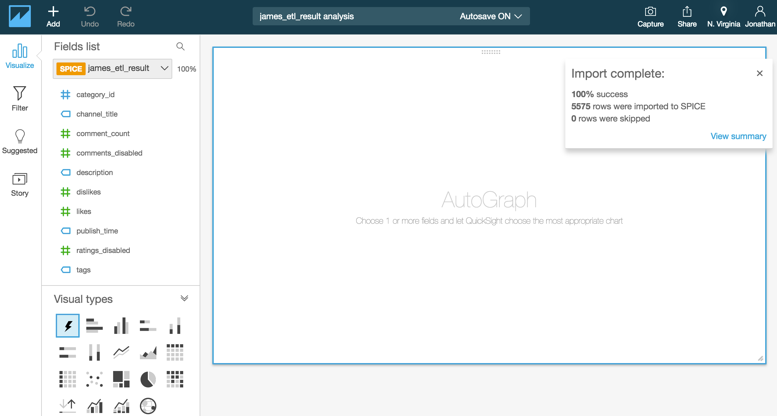 Add
Undo
Redo
james_etl_result analysis
Autosave ON
Capture
Share
N. Virginia
Jonathan
Visualize
Filter
Suggested
Story
Fields list
SPICE james_etl_result
100%
category_id
channel_title
comment_count
comments_disabled
description
dislikes
likes
publish_time
ratings_disabled
tags
Visual types
AutoGraph
Choose 1 or more fields and let QuickSight choose the most appropriate chart
Import complete:
100% success
5575 rows were imported to SPICE
0 rows were skipped
View summary